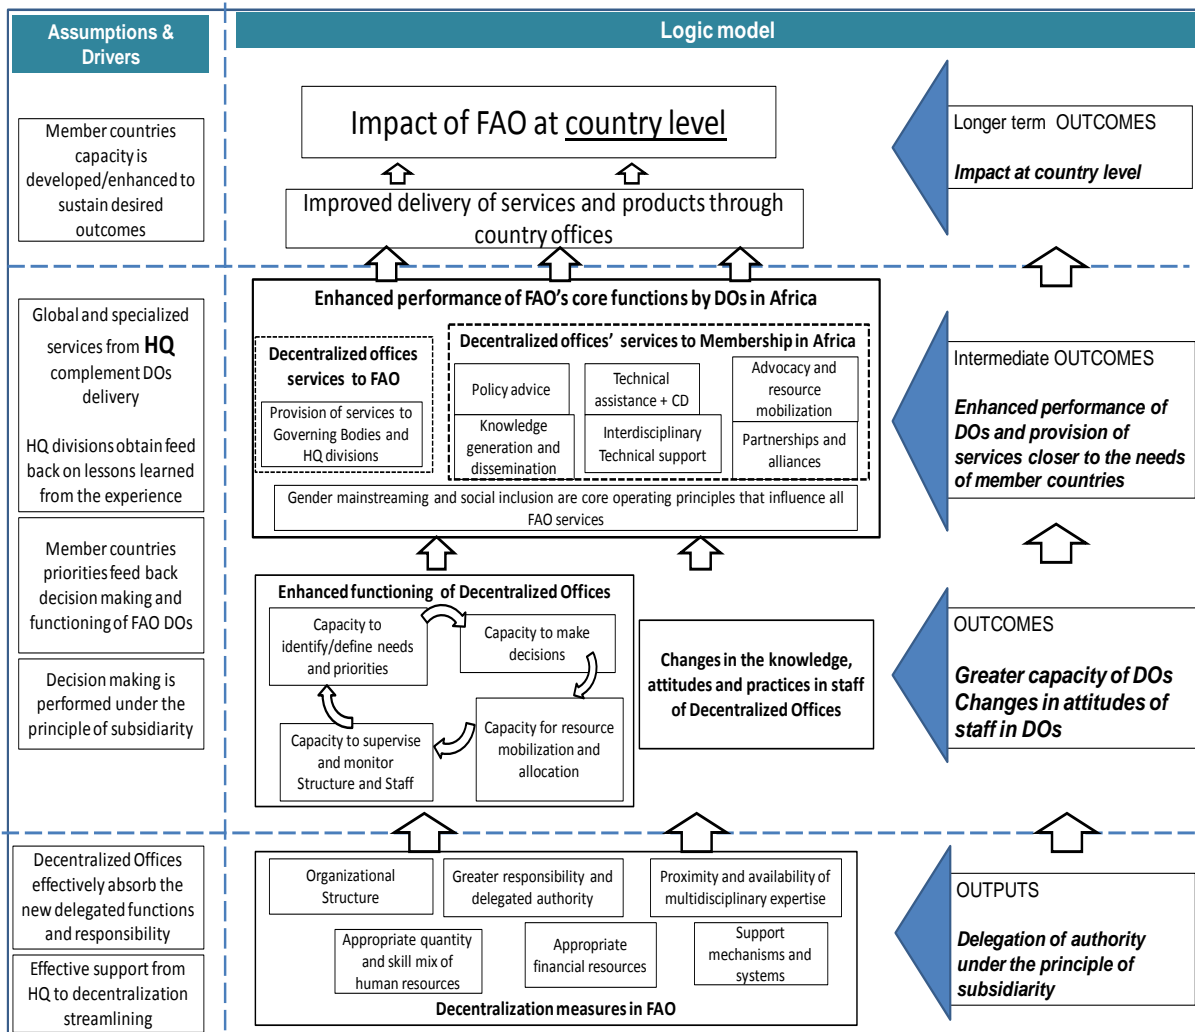 Assumptions &
Drivers
Logic model
Member countries
capacity is
developed/enhanced to
sustain desired
outcomes
Impact of FAO at country level
Improved delivery of services and products through
country offices
Longer term OUTCOMES
Impact at country level
Global and specialized
services from HQ
complement DOs
delivery
HQ divisions obtain feed
back on lessons learned
from the experience
Member countries
priorities feed back
decision making and
functioning of FAO DOs
Decision making is
performed under the
principle of subsidiarity
Enhanced performance of FAO's core functions by DOs in Africa
Decentralized offices
services to FAO
Provision of services to
Governing Bodies and
HQ divisions
Decentralized offices' services to Membership in Africa
Policy advice
Technical
assistance + CD
Advocacy and
resource
mobilization
Knowledge
generation and
dissemination
Interdisciplinary
Technical support
Partnerships and
alliances
Gender mainstreaming and social inclusion are core operating principles that influence all
FAO services
Intermediate OUTCOMES
Enhanced performance of
DOs and provision of
services closer to the needs
of member countries
Enhanced functioning of Decentralized Offices
Capacity to
identify/define needs
and priorities
Capacity to make
decisions
Capacity to supervise
and monitor
Structure and Staff
Capacity for resource
mobilization and
allocation
Changes in the knowledge,
attitudes and practices in staff
of Decentralized Offices
OUTCOMES
Greater capacity of DOs
Changes in attitudes of
staff in DOs
Decentralized Offices
effectively absorb the
new delegated functions
and responsibility
Effective support from
HQ to decentralization
streamlining
Organizational
Structure
Greater responsibility and
delegated authority
Proximity and availability of
multidisciplinary expertise
Appropriate quantity
and skill mix of
human resources
Appropriate
financial resources
Support
mechanisms and
systems
Decentralization measures in FAO
OUTPUTS
Delegation of authority
under the principle of
subsidiarity